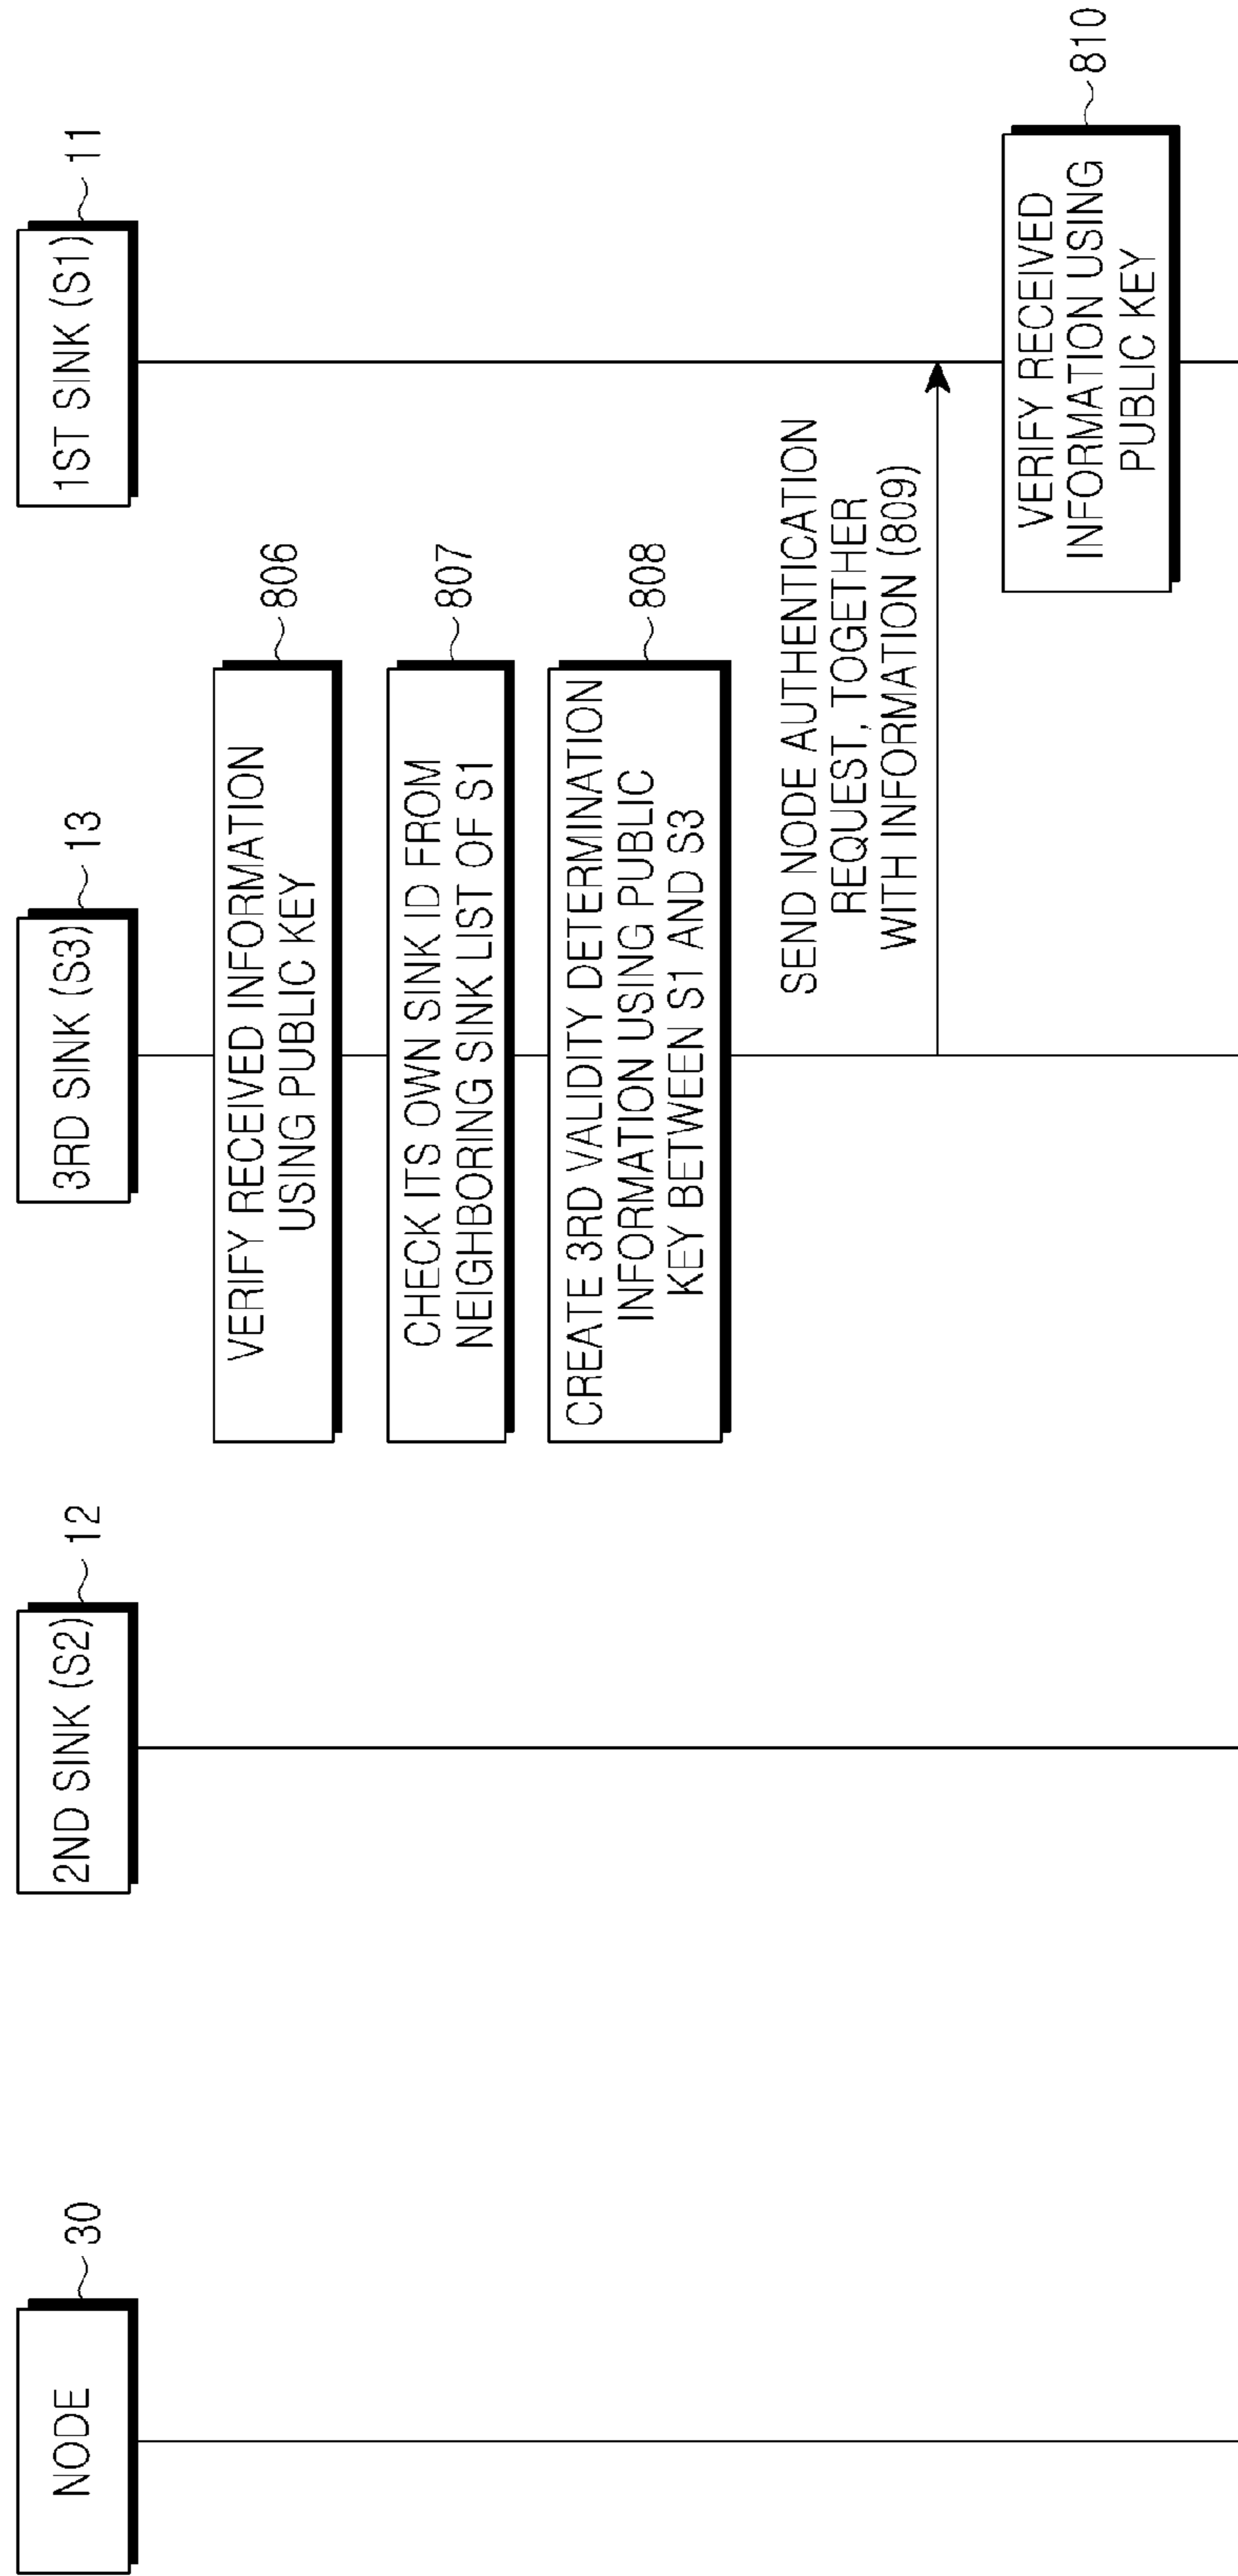 NODE
30
2ND SINK (S2)
12
3RD SINK (S3)
13
1ST SINK (S1)
11
VERIFY RECEIVED INFORMATION
USING PUBLIC KEY
806
CHECK ITS OWN SINK ID FROM
NEIGHBORING SINK LIST OF S1
807
CREATE 3RD VALIDITY DETERMINATION
INFORMATION USING PUBLIC
KEY BETWEEN S1 AND S3
808
SEND NODE AUTHENTICATION
REQUEST, TOGETHER
WITH INFORMATION (809)
VERIFY RECEIVED
INFORMATION USING
PUBLIC KEY
810